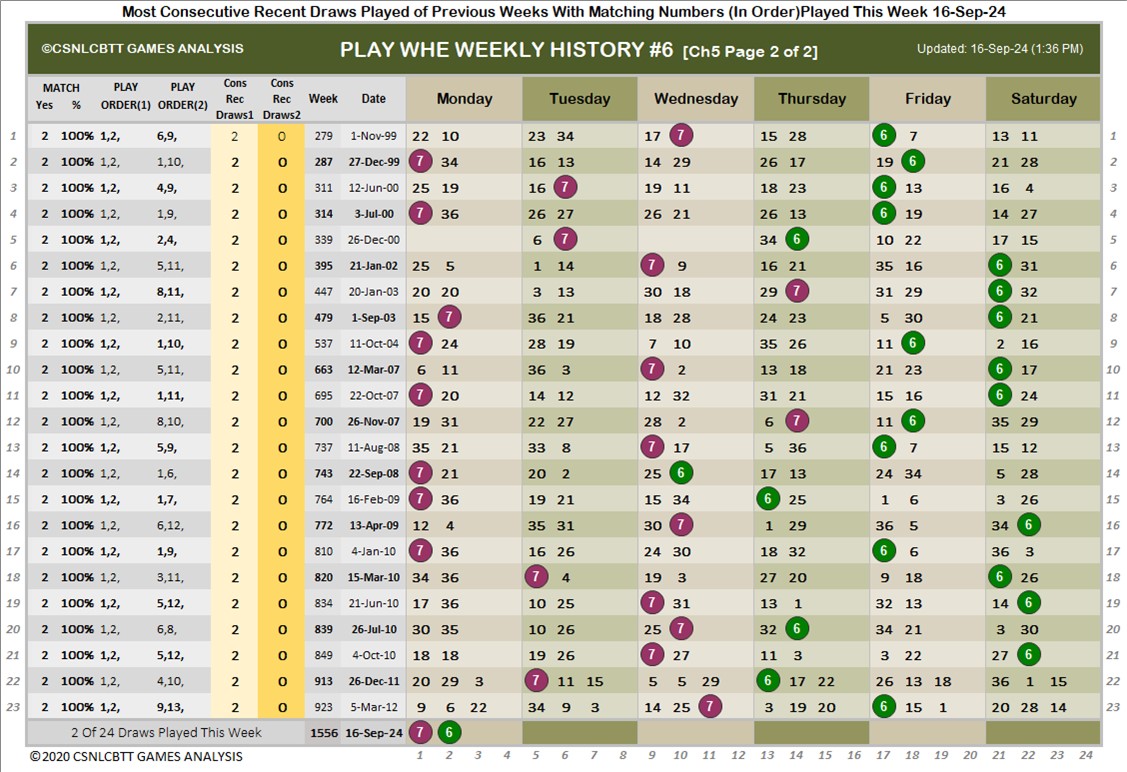 Most Consecutive Recent Draws Played of Previous Weeks With Matching Numbers (In Order)Played This Week 16-Sep-24
©CSNLCBTT GAMES ANALYSIS PLAY WHE WEEKLY HISTORY #6 [Ch5 Page 2 of 2] Updated: 16-Sep-24 (1:36 PM)
MATCH Yes % PLAY ORDER(1) PLAY ORDER(2) Cons Rec Draws1 Cons Rec Draws2 Week Date Monday Tuesday Wednesday Thursday Friday Saturday
1 2 100% 1,2, 6,9, 2 0 279 1-Nov-99 22 10 23 34 17 7 15 28 6 7 13 11 1
2 2 100% 1,2, 1,10, 2 0 287 27-Dec-99 7 34 16 13 14 29 26 17 19 6 21 28 2
3 2 100% 1,2, 4,9, 2 0 311 12-Jun-00 25 19 16 7 19 11 18 23 6 13 16 4 3
4 2 100% 1,2, 1,9, 2 0 314 3-Jul-00 7 36 26 27 26 21 26 13 6 19 14 27 4
5 2 100% 1,2, 2,4, 2 0 339 26-Dec-00 6 7 34 6 10 22 17 15 5
6 2 100% 1,2, 5,11, 2 0 395 21-Jan-02 25 5 1 14 7 9 16 21 35 16 6 31 6
7 2 100% 1,2, 8,11, 2 0 447 20-Jan-03 20 20 3 13 30 18 29 7 31 29 6 32 7
8 2 100% 1,2, 2,11, 2 0 479 1-Sep-03 15 7 36 21 18 28 24 23 5 30 6 21 8
9 2 100% 1,2, 1,10, 2 0 537 11-Oct-04 7 24 28 19 7 10 35 26 11 6 2 16 9
10 2 100% 1,2, 5,11, 2 0 663 12-Mar-07 6 11 36 3 7 2 13 18 21 23 6 17 10
11 2 100% 1,2, 1,11, 2 0 695 22-Oct-07 7 20 14 12 12 32 31 21 15 16 6 24 11
12 2 100% 1,2, 8,10, 2 0 700 26-Nov-07 19 31 22 27 28 2 6 7 11 6 35 29 12
13 2 100% 1,2, 5,9, 2 0 737 11-Aug-08 35 21 33 8 7 17 5 36 6 7 15 12 13
14 2 100% 1,2, 1,6, 2 0 743 22-Sep-08 7 21 20 2 25 6 17 13 24 34 5 28 14
15 2 100% 1,2, 1,7, 2 0 764 16-Feb-09 7 36 19 21 15 34 6 25 1 6 3 26 15
16 2 100% 1,2, 6,12, 2 0 772 13-Apr-09 12 4 35 31 30 7 1 29 36 5 34 6 16
17 2 100% 1,2, 1,9, 2 0 810 4-Jan-10 7 36 16 26 24 30 18 32 6 6 36 3 17
18 2 100% 1,2, 3,11, 2 0 820 15-Mar-10 34 36 7 4 19 3 27 20 9 18 6 26 18
19 2 100% 1,2, 5,12, 2 0 834 21-Jun-10 17 36 10 25 7 31 13 1 32 13 14 6 19
20 2 100% 1,2, 6,8, 2 0 839 26-Jul-10 30 35 10 26 25 7 32 6 34 21 3 30 20
21 2 100% 1,2, 5,12, 2 0 849 4-Oct-10 18 18 19 26 7 27 11 3 3 22 27 6 21
22 2 100% 1,2, 4,10, 2 0 913 26-Dec-11 20 29 3 7 11 15 5 5 29 6 17 22 26 13 18 36 1 15 22
23 2 100% 1,2, 9,13, 2 0 923 5-Mar-12 9 6 22 34 9 3 14 25 7 3 19 20 6 15 1 20 28 14 23
2 Of 24 Draws Played This Week 1556 16-Sep-24 7 6
©2020 CSNLCBTT GAMES ANALYSIS 1 2 3 4 5 6 7 8 9 10 11 12 13 14 15 16 17 18 19 20 21 22 23 24